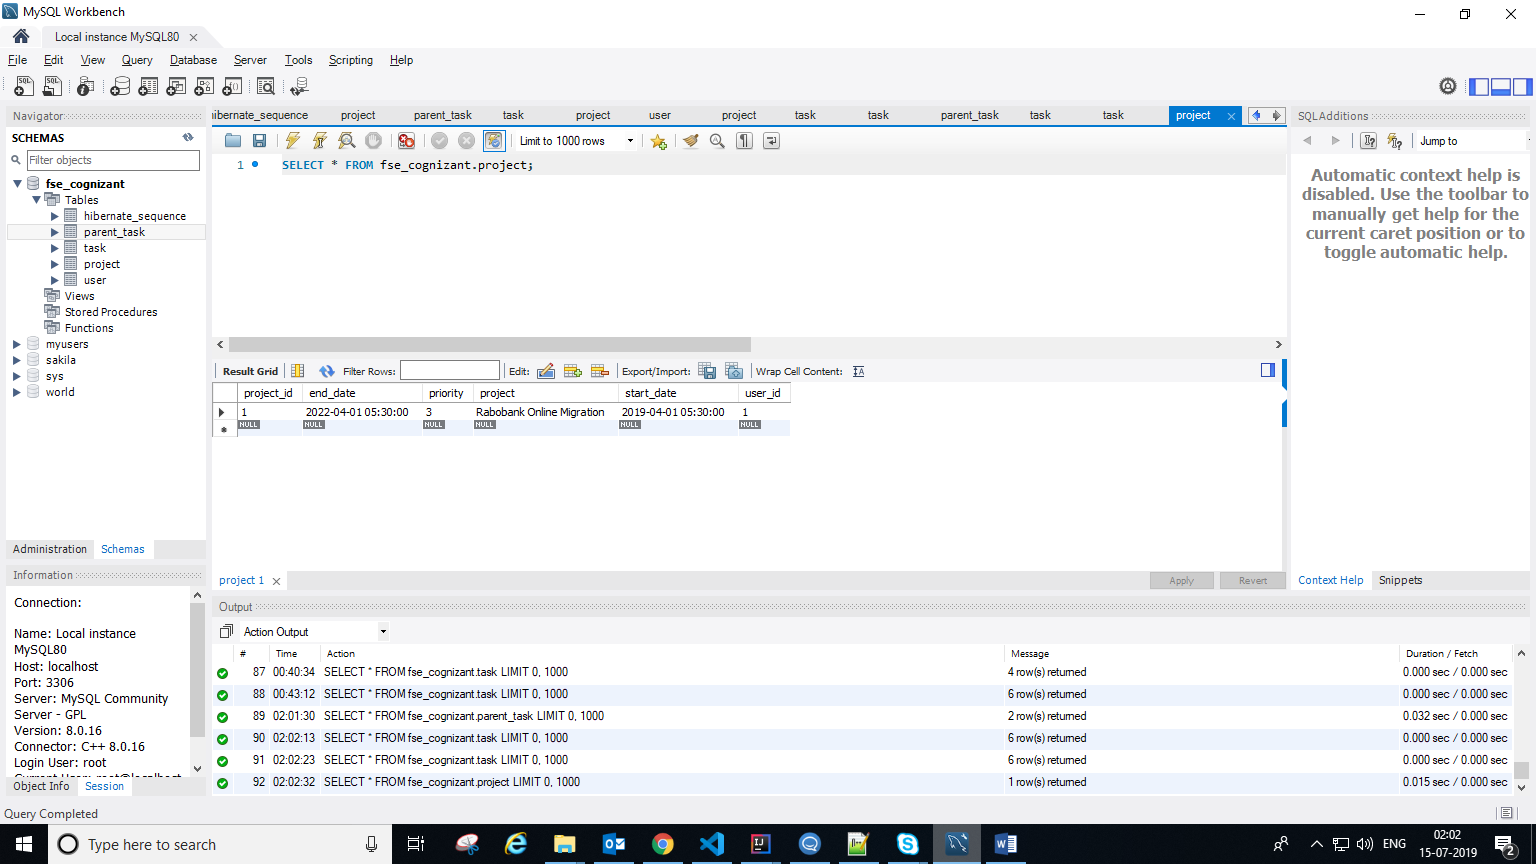 MySQL Workbench
Local instance MySQL80
File Edit View Query Database Server Tools Scripting Help
Navigator
SCHEMAS
Filter objects
fse_cognizant
Tables
hibernate_sequence
parent_task
task
project
user
Views
Stored Procedures
Functions
myusers
sakila
sys
world
Administration Schemas
Information
Connection:
Name: Local instance
MySQL80
Host: localhost
Port: 3306
Server: MySQL Community
Server - GPL
Version: 8.0.16
Connector: C++ 8.0.16
Login User: root
Current User: root@localhost
Object Info Session
Query Completed
hibernate_sequence project parent_task task project user project task task parent_task task task project
Limit to 1000 rows
1 SELECT * FROM fse_cognizant.project;
Result Grid Filter Rows: Edit: Export/Import: Wrap Cell Content:
project_id end_date priority project start_date user_id
1 2022-04-01 05:30:00 3 Rabobank Online Migration 2019-04-01 05:30:00 1
NULL NULL NULL NULL NULL NULL
project 1 Apply Revert
Output
Action Output
# Time Action Message Duration / Fetch
87 00:40:34 SELECT * FROM fse_cognizant.task LIMIT 0, 1000 4 row(s) returned 0.000 sec / 0.000 sec
88 00:43:12 SELECT * FROM fse_cognizant.task LIMIT 0, 1000 6 row(s) returned 0.000 sec / 0.000 sec
89 02:01:30 SELECT * FROM fse_cognizant.parent_task LIMIT 0, 1000 2 row(s) returned 0.032 sec / 0.000 sec
90 02:02:13 SELECT * FROM fse_cognizant.task LIMIT 0, 1000 6 row(s) returned 0.000 sec / 0.000 sec
91 02:02:23 SELECT * FROM fse_cognizant.task LIMIT 0, 1000 6 row(s) returned 0.000 sec / 0.000 sec
92 02:02:32 SELECT * FROM fse_cognizant.project LIMIT 0, 1000 1 row(s) returned 0.015 sec / 0.000 sec
SQLAdditions
Jump to
Automatic context help is
disabled. Use the toolbar to
manually get help for the
current caret position or to
toggle automatic help.
Context Help Snippets
Type here to search
ENG
02:02
15-07-2019
2